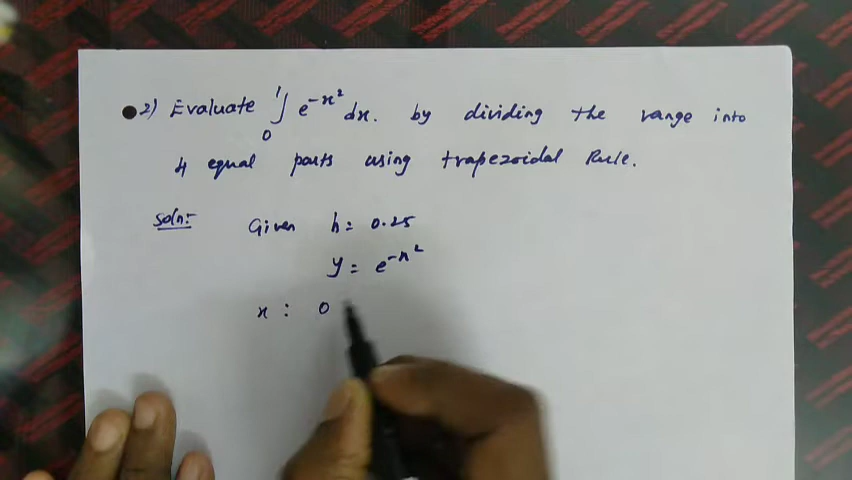 2) Evaluate ∫₀¹ e^{-x²} dx. by dividing the range into
4 equal parts using trapezoidal Rule.
Soln:- Given h = 0.25
y = e^{-x²}
x : 0